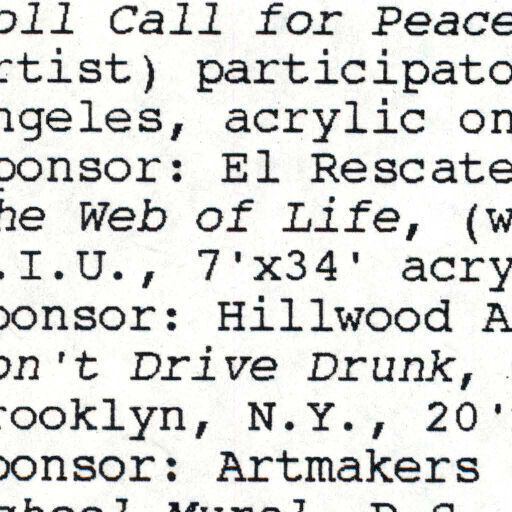 oll Call for Peace
rtist) participato
ngeles, acrylic on
ponsor: El Rescate
he Web of Life, (w
.I.U., 7'x34' acry
ponsor: Hillwood A
on't Drive Drunk,
rooklyn, N.Y., 20'
ponsor: Artmakers